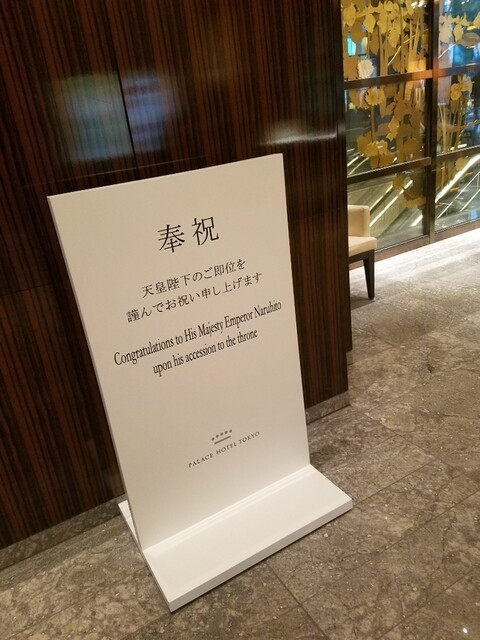 奉祝
天皇陛下のご即位を
謹んでお祝い申し上げます
Congratulations to His Majesty Emperor Naruhito
upon his accession to the throne
PALACE HOTEL TOKYO